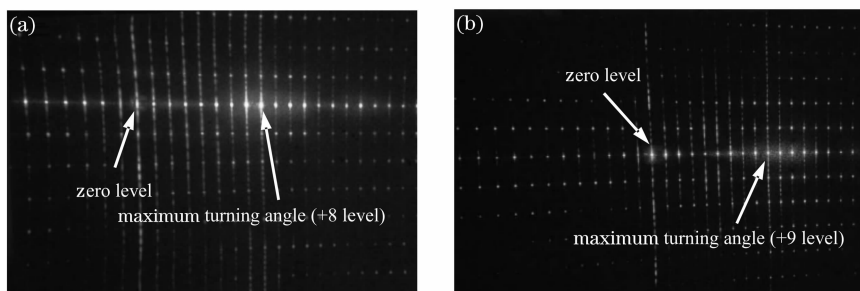 (a)
zero level
maximum turning angle (+8 level)
(b)
zero level
maximum turning angle (+9 level)